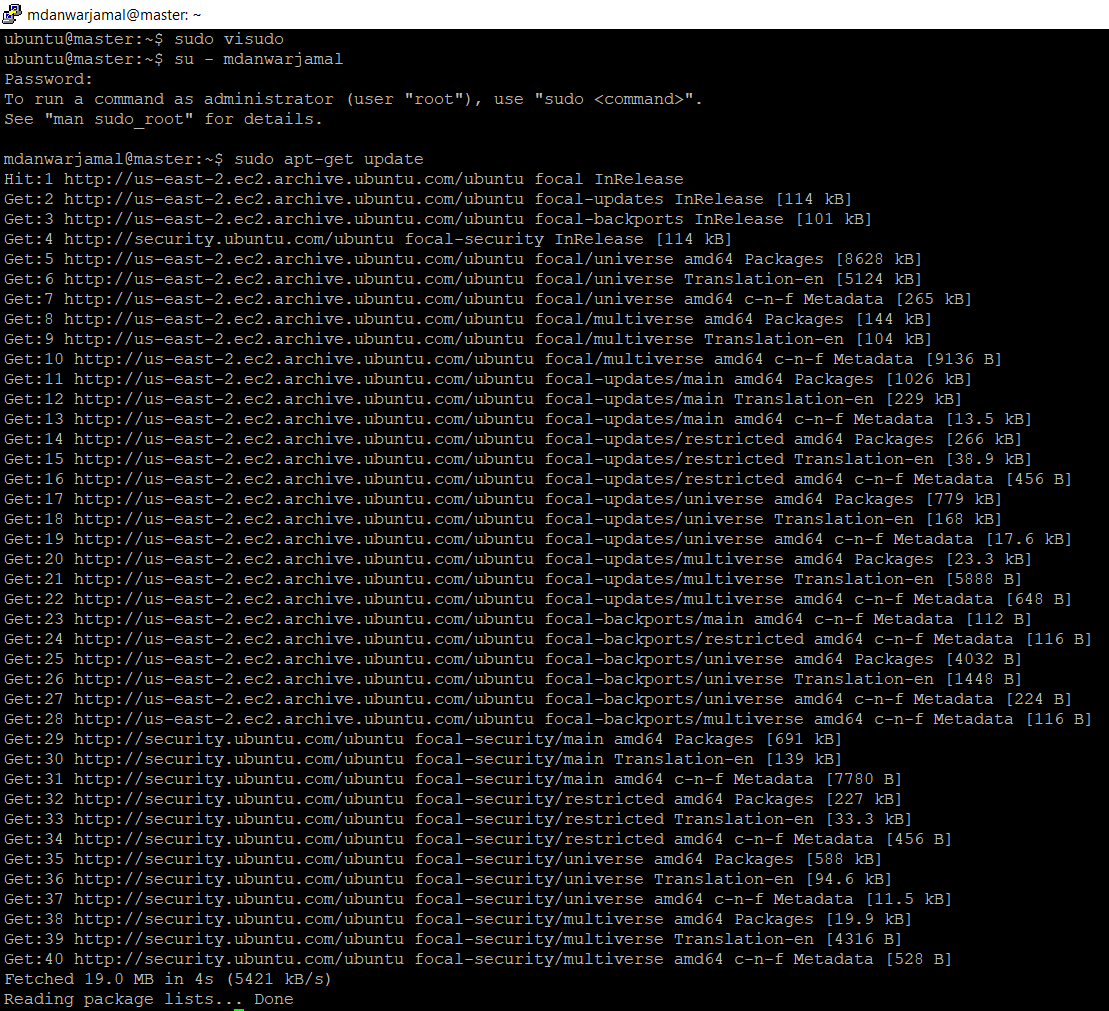 mdanwarjamal@master: ~
ubuntu@master:~$ sudo visudo
ubuntu@master:~$ su - mdanwarjamal
Password:
To run a command as administrator (user "root"), use "sudo <command>".
See "man sudo_root" for details.
mdanwarjamal@master:~$ sudo apt-get update
Hit:1 http://us-east-2.ec2.archive.ubuntu.com/ubuntu focal InRelease
Get:2 http://us-east-2.ec2.archive.ubuntu.com/ubuntu focal-updates InRelease [114 kB]
Get:3 http://us-east-2.ec2.archive.ubuntu.com/ubuntu focal-backports InRelease [101 kB]
Get:4 http://security.ubuntu.com/ubuntu focal-security InRelease [114 kB]
Get:5 http://us-east-2.ec2.archive.ubuntu.com/ubuntu focal/universe amd64 Packages [8628 kB]
Get:6 http://us-east-2.ec2.archive.ubuntu.com/ubuntu focal/universe Translation-en [5124 kB]
Get:7 http://us-east-2.ec2.archive.ubuntu.com/ubuntu focal/universe amd64 c-n-f Metadata [265 kB]
Get:8 http://us-east-2.ec2.archive.ubuntu.com/ubuntu focal/multiverse amd64 Packages [144 kB]
Get:9 http://us-east-2.ec2.archive.ubuntu.com/ubuntu focal/multiverse Translation-en [104 kB]
Get:10 http://us-east-2.ec2.archive.ubuntu.com/ubuntu focal/multiverse amd64 c-n-f Metadata [9136 B]
Get:11 http://us-east-2.ec2.archive.ubuntu.com/ubuntu focal-updates/main amd64 Packages [1026 kB]
Get:12 http://us-east-2.ec2.archive.ubuntu.com/ubuntu focal-updates/main Translation-en [229 kB]
Get:13 http://us-east-2.ec2.archive.ubuntu.com/ubuntu focal-updates/main amd64 c-n-f Metadata [13.5 kB]
Get:14 http://us-east-2.ec2.archive.ubuntu.com/ubuntu focal-updates/restricted amd64 Packages [266 kB]
Get:15 http://us-east-2.ec2.archive.ubuntu.com/ubuntu focal-updates/restricted Translation-en [38.9 kB]
Get:16 http://us-east-2.ec2.archive.ubuntu.com/ubuntu focal-updates/restricted amd64 c-n-f Metadata [456 B]
Get:17 http://us-east-2.ec2.archive.ubuntu.com/ubuntu focal-updates/universe amd64 Packages [779 kB]
Get:18 http://us-east-2.ec2.archive.ubuntu.com/ubuntu focal-updates/universe Translation-en [168 kB]
Get:19 http://us-east-2.ec2.archive.ubuntu.com/ubuntu focal-updates/universe amd64 c-n-f Metadata [17.6 kB]
Get:20 http://us-east-2.ec2.archive.ubuntu.com/ubuntu focal-updates/multiverse amd64 Packages [23.3 kB]
Get:21 http://us-east-2.ec2.archive.ubuntu.com/ubuntu focal-updates/multiverse Translation-en [5888 B]
Get:22 http://us-east-2.ec2.archive.ubuntu.com/ubuntu focal-updates/multiverse amd64 c-n-f Metadata [648 B]
Get:23 http://us-east-2.ec2.archive.ubuntu.com/ubuntu focal-backports/main amd64 c-n-f Metadata [112 B]
Get:24 http://us-east-2.ec2.archive.ubuntu.com/ubuntu focal-backports/restricted amd64 c-n-f Metadata [116 B]
Get:25 http://us-east-2.ec2.archive.ubuntu.com/ubuntu focal-backports/universe amd64 Packages [4032 B]
Get:26 http://us-east-2.ec2.archive.ubuntu.com/ubuntu focal-backports/universe Translation-en [1448 B]
Get:27 http://us-east-2.ec2.archive.ubuntu.com/ubuntu focal-backports/universe amd64 c-n-f Metadata [224 B]
Get:28 http://us-east-2.ec2.archive.ubuntu.com/ubuntu focal-backports/multiverse amd64 c-n-f Metadata [116 B]
Get:29 http://security.ubuntu.com/ubuntu focal-security/main amd64 Packages [691 kB]
Get:30 http://security.ubuntu.com/ubuntu focal-security/main Translation-en [139 kB]
Get:31 http://security.ubuntu.com/ubuntu focal-security/main amd64 c-n-f Metadata [7780 B]
Get:32 http://security.ubuntu.com/ubuntu focal-security/restricted amd64 Packages [227 kB]
Get:33 http://security.ubuntu.com/ubuntu focal-security/restricted Translation-en [33.3 kB]
Get:34 http://security.ubuntu.com/ubuntu focal-security/restricted amd64 c-n-f Metadata [456 B]
Get:35 http://security.ubuntu.com/ubuntu focal-security/universe amd64 Packages [588 kB]
Get:36 http://security.ubuntu.com/ubuntu focal-security/universe Translation-en [94.6 kB]
Get:37 http://security.ubuntu.com/ubuntu focal-security/universe amd64 c-n-f Metadata [11.5 kB]
Get:38 http://security.ubuntu.com/ubuntu focal-security/multiverse amd64 Packages [19.9 kB]
Get:39 http://security.ubuntu.com/ubuntu focal-security/multiverse Translation-en [4316 B]
Get:40 http://security.ubuntu.com/ubuntu focal-security/multiverse amd64 c-n-f Metadata [528 B]
Fetched 19.0 MB in 4s (5421 kB/s)
Reading package lists... Done